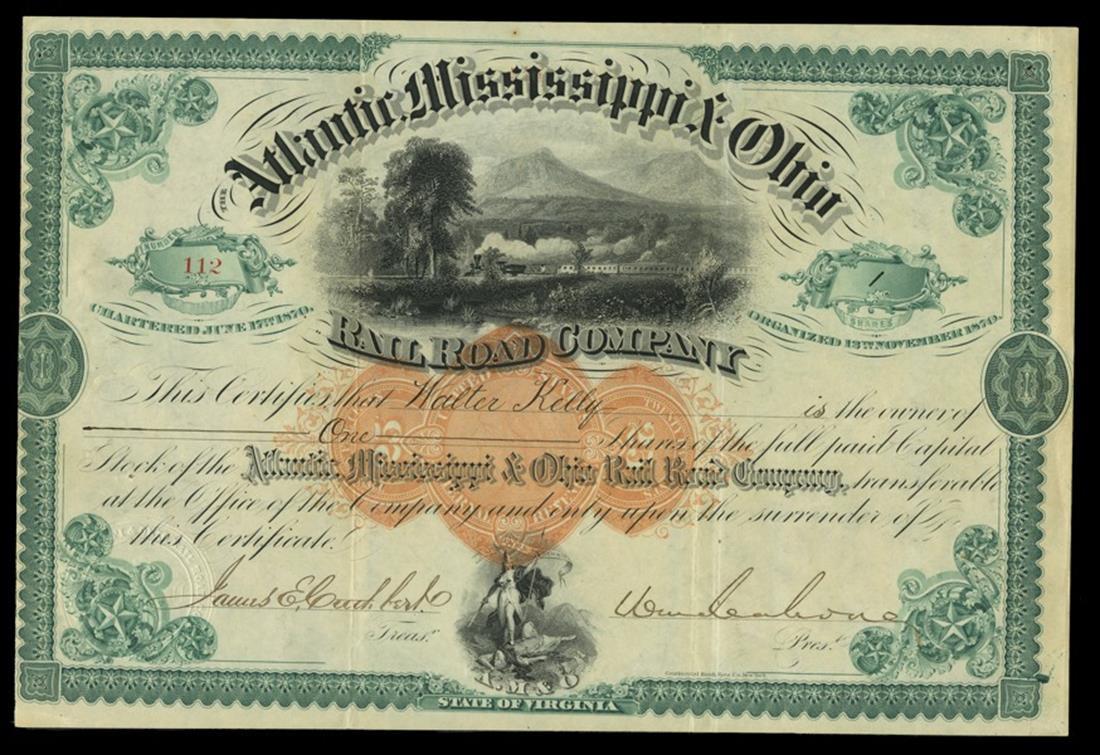 THE Atlantic, Mississippi & Ohio
NUMBER
112
1
SHARES
CHARTERED JUNE 17TH. 1870.
ORGANIZED 13TH. NOVEMBER 1870.
RAIL ROAD COMPANY
This Certifies that Walter Kelly is the owner of
One Shares of the full paid Capital
Stock of the Atlantic, Mississippi & Ohio Rail Road Company, transferable
at the Office of the Company and only upon the surrender of
this Certificate.
James E. Cuthbert
Treasr.
Wm Mahone
Prest.
A.M.& O.
STATE OF VIRGINIA